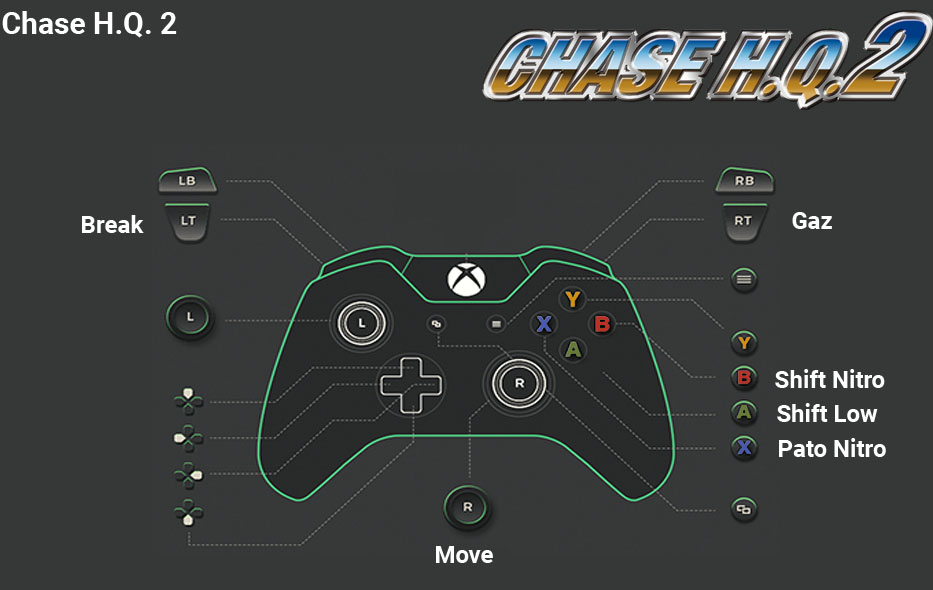 Chase H.Q. 2
CHASE H.Q. 2
LB
RB
LT
RT
Break
Gaz
Y
L
L
X
B
Y
A
R
B
Shift Nitro
A
Shift Low
X
Pato Nitro
R
Move